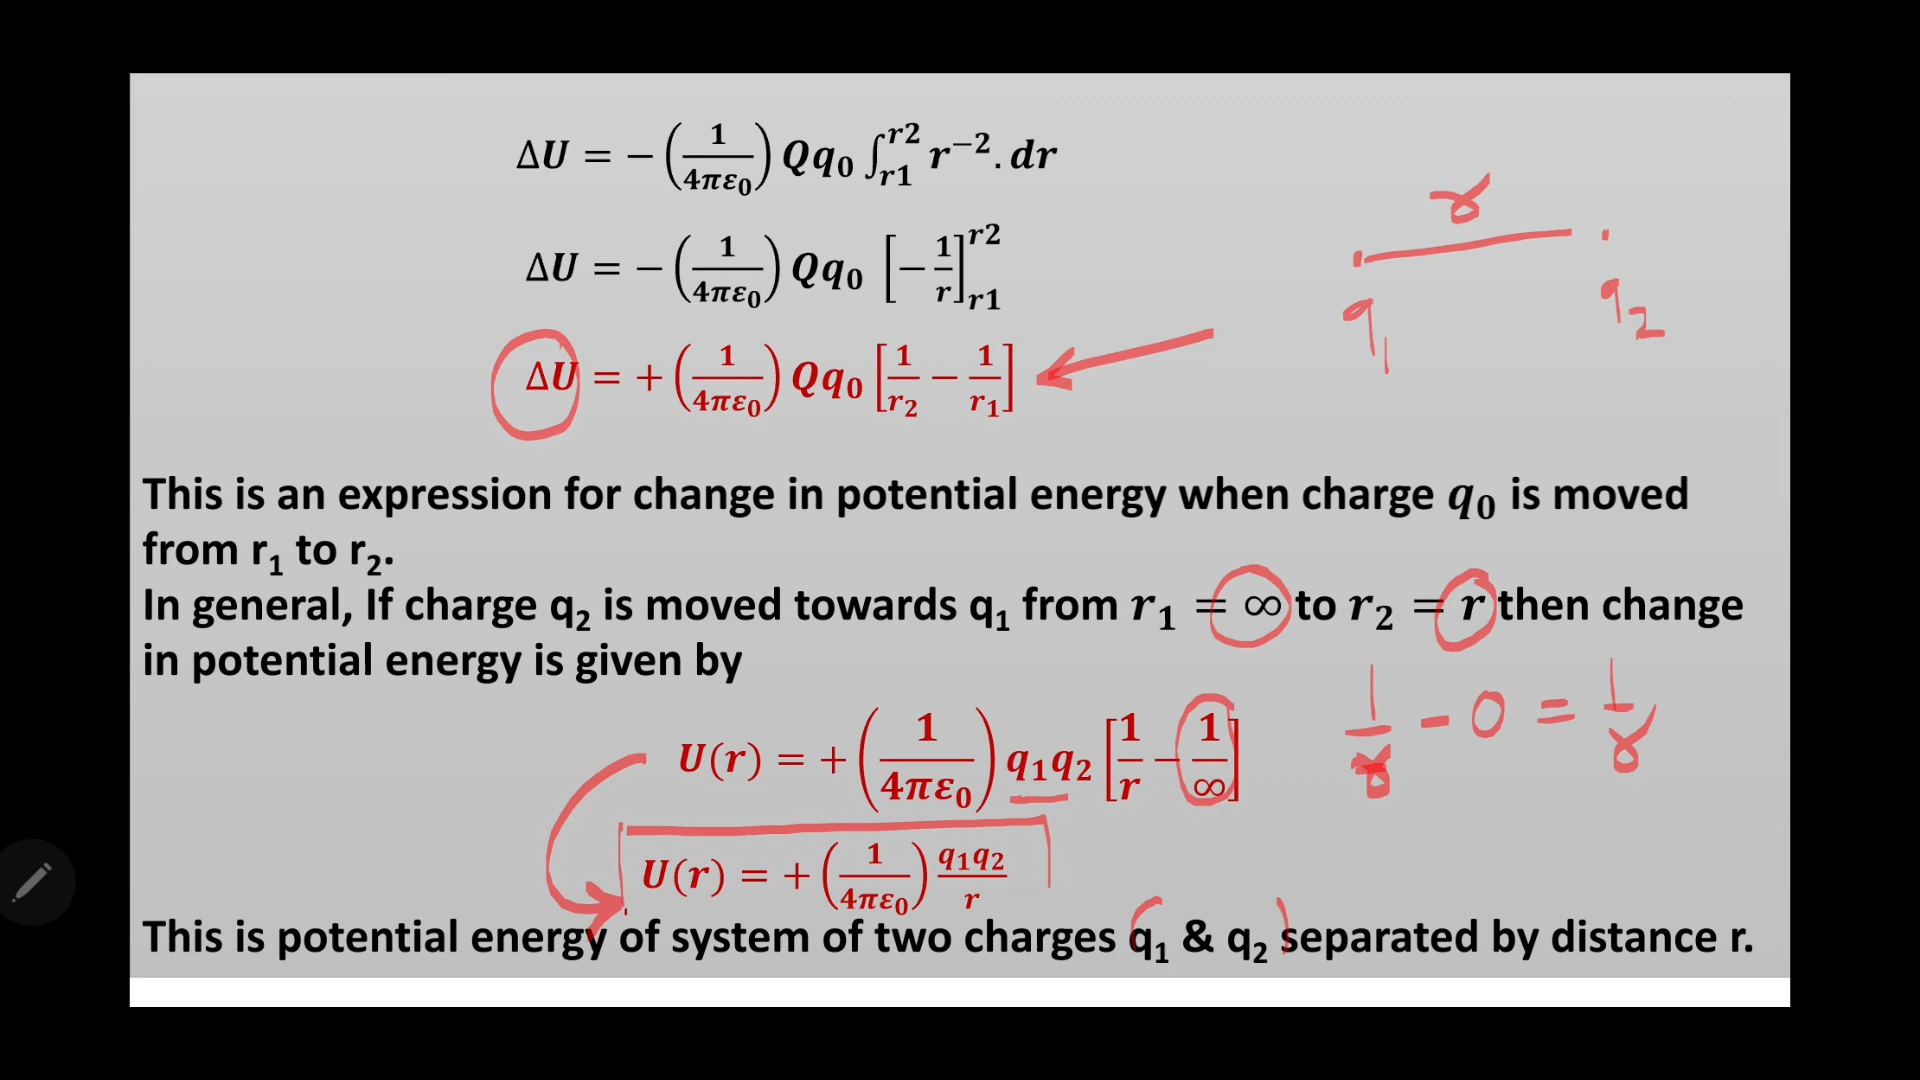 ΔU = −(1/4πε₀) Qq₀ ∫_{r1}^{r2} r⁻². dr
ΔU = −(1/4πε₀) Qq₀ [−1/r]_{r1}^{r2}
ΔU = +(1/4πε₀) Qq₀ [1/r₂ − 1/r₁]
r
q₁
q₂
This is an expression for change in potential energy when charge q₀ is moved
from r₁ to r₂.
In general, If charge q₂ is moved towards q₁ from r₁ = ∞ to r₂ = r then change
in potential energy is given by
U(r) = +(1/4πε₀) q₁q₂ [1/r − 1/∞]
1/r − 0 = 1/r
U(r) = +(1/4πε₀) q₁q₂/r
This is potential energy of system of two charges q₁ & q₂ separated by distance r.